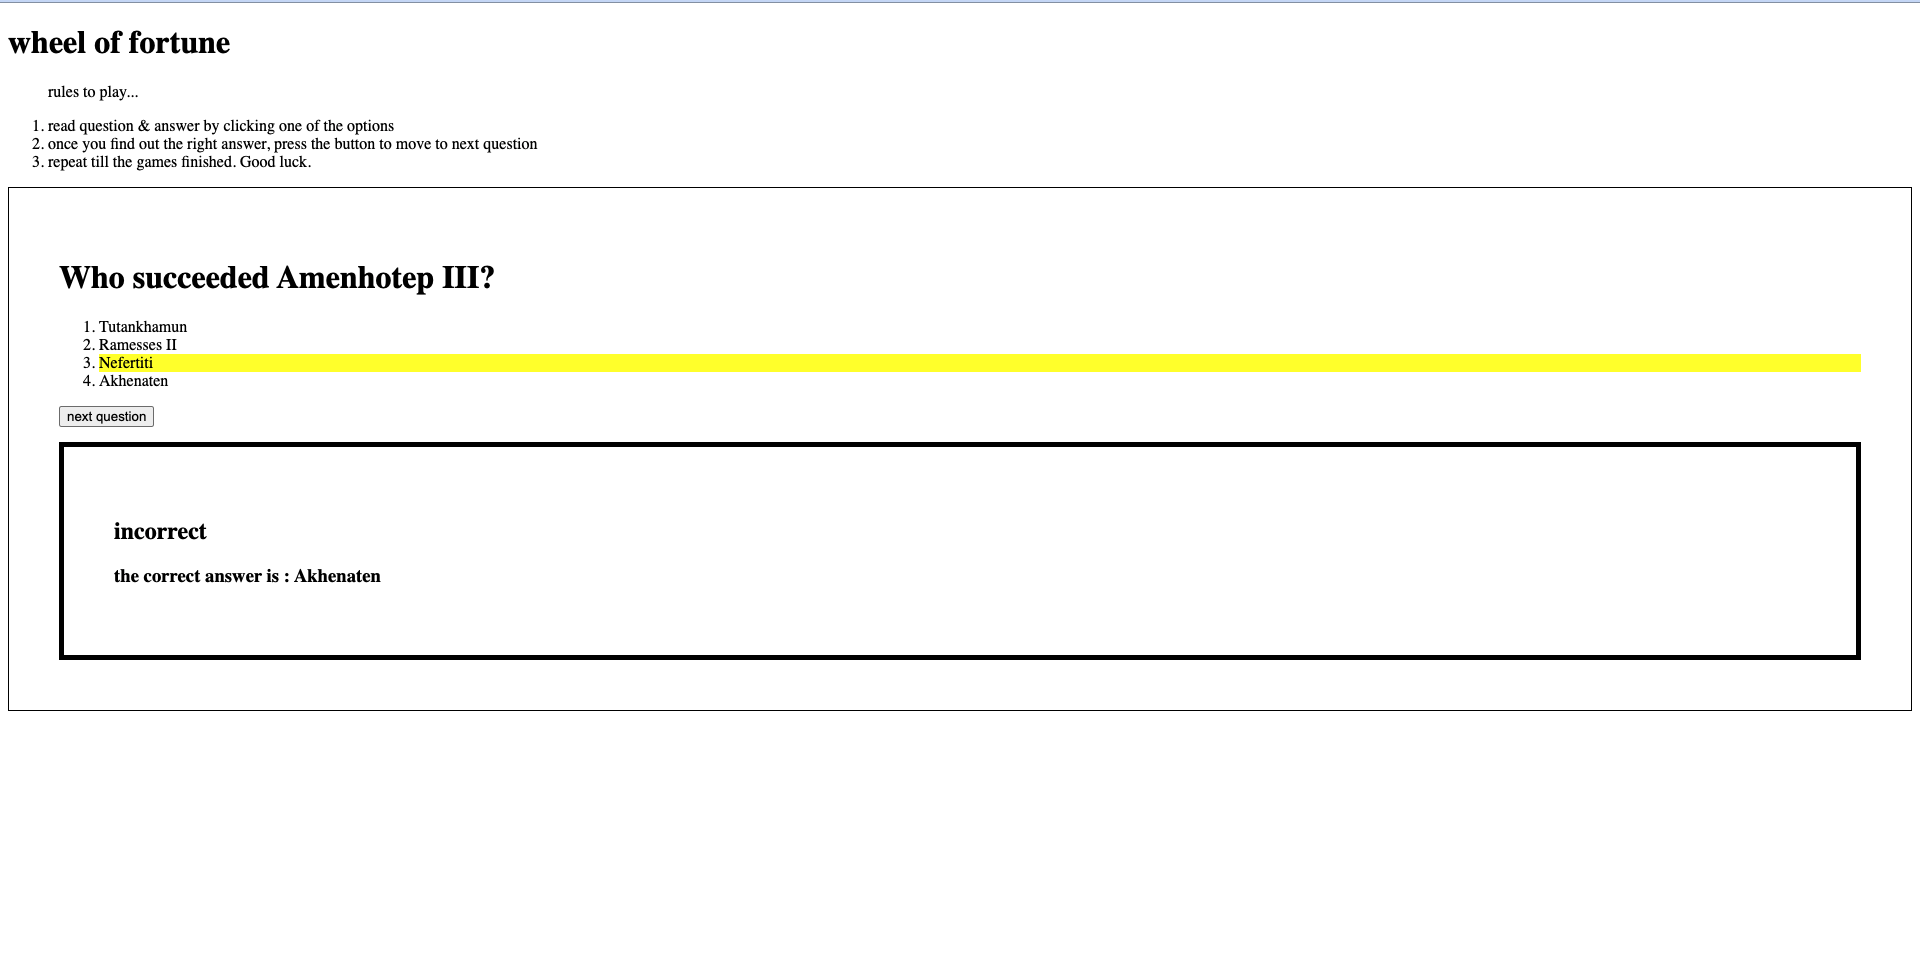 wheel of fortune
rules to play...
1. read question & answer by clicking one of the options
2. once you find out the right answer, press the button to move to next question
3. repeat till the games finished. Good luck.
Who succeeded Amenhotep III?
1. Tutankhamun
2. Ramesses II
3. Nefertiti
4. Akhenaten
next question
incorrect
the correct answer is : Akhenaten